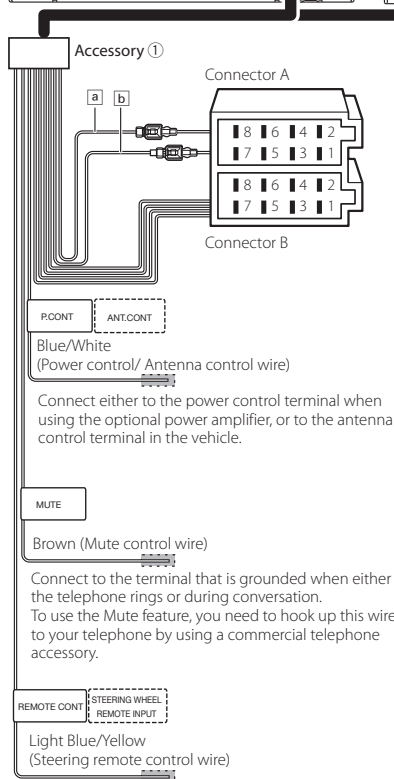 Accessory ①
Connector A
a b
8 6 4 2
7 5 3 1
8 6 4 2
7 5 3 1
Connector B
P.CONT ANT.CONT
Blue/White
(Power control/ Antenna control wire)
Connect either to the power control terminal when
using the optional power amplifier, or to the antenna
control terminal in the vehicle.
MUTE
Brown (Mute control wire)
Connect to the terminal that is grounded when either
the telephone rings or during conversation.
To use the Mute feature, you need to hook up this wire
to your telephone by using a commercial telephone
accessory.
REMOTE CONT STEERING WHEEL
REMOTE INPUT
Light Blue/Yellow
(Steering remote control wire)